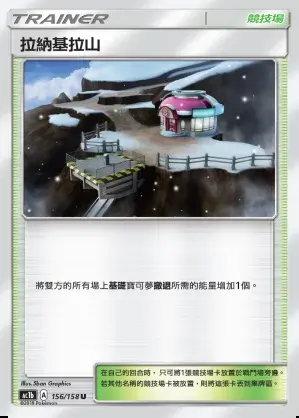 TRAINER 競技場
拉納基拉山
將雙方的所有場上基礎寶可夢撤退所需的能量增加1個。
Illus. 5ban Graphics
在自己的回合時,只可將1張競技場卡放置於戰鬥場旁邊。
若其他名稱的競技場卡被放置,則將這張卡丟到棄牌區。
AC1b A 156/158 U
©2018 Pokémon